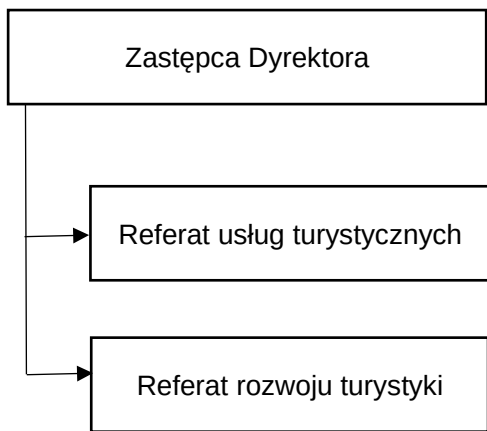 Zastępca Dyrektora
Referat usług turystycznych
Referat rozwoju turystyki